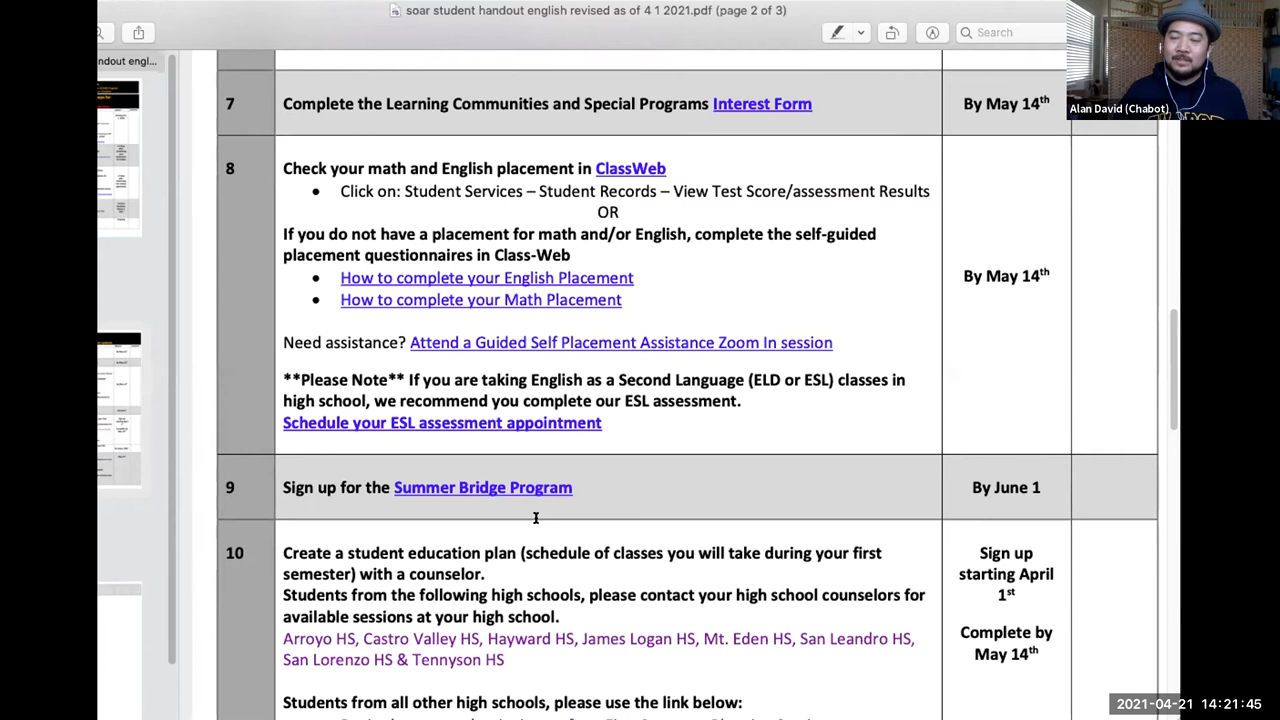 soar student handout english revised as of 4 1 2021.pdf (page 2 of 3)
Search
ndout engl...
Alan David (Chabot)
7
Complete the Learning Communities and Special Programs Interest Form
By May 14th
8
Check your math and English placement in ClassWeb
• Click on: Student Services – Student Records – View Test Score/assessment Results
OR
If you do not have a placement for math and/or English, complete the self-guided
placement questionnaires in Class-Web
• How to complete your English Placement
• How to complete your Math Placement
Need assistance? Attend a Guided Self Placement Assistance Zoom In session
**Please Note** If you are taking English as a Second Language (ELD or ESL) classes in
high school, we recommend you complete our ESL assessment.
Schedule your ESL assessment appointment
By May 14th
9
Sign up for the Summer Bridge Program
By June 1
10
Create a student education plan (schedule of classes you will take during your first
semester) with a counselor.
Students from the following high schools, please contact your high school counselors for
available sessions at your high school.
Arroyo HS, Castro Valley HS, Hayward HS, James Logan HS, Mt. Eden HS, San Leandro HS,
San Lorenzo HS & Tennyson HS
Students from all other high schools, please use the link below:
Sign up
starting April
1st
Complete by
May 14th
2021-04-21 14:21:45